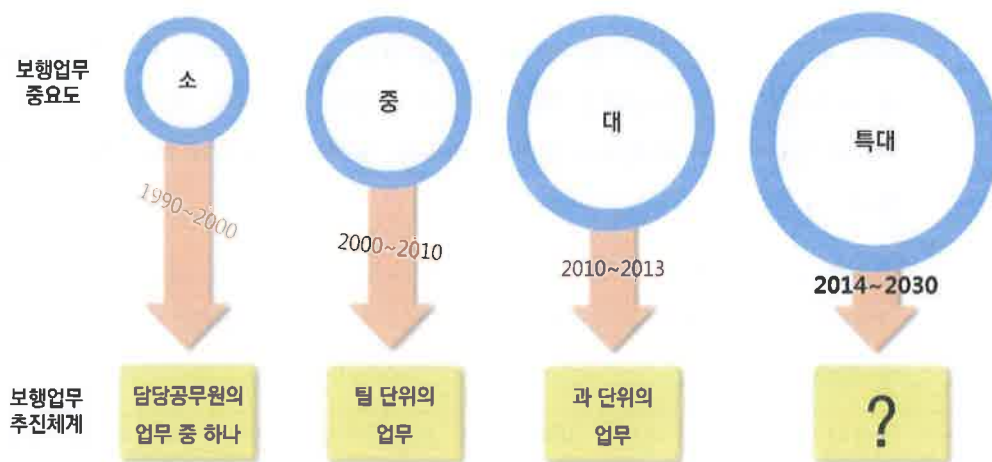 보행업무
중요도
소
중
대
특대
1990~2000
2000~2010
2010~2013
2014~2030
보행업무
추진체계
담당공무원의
업무 중 하나
팀 단위의
업무
과 단위의
업무
?